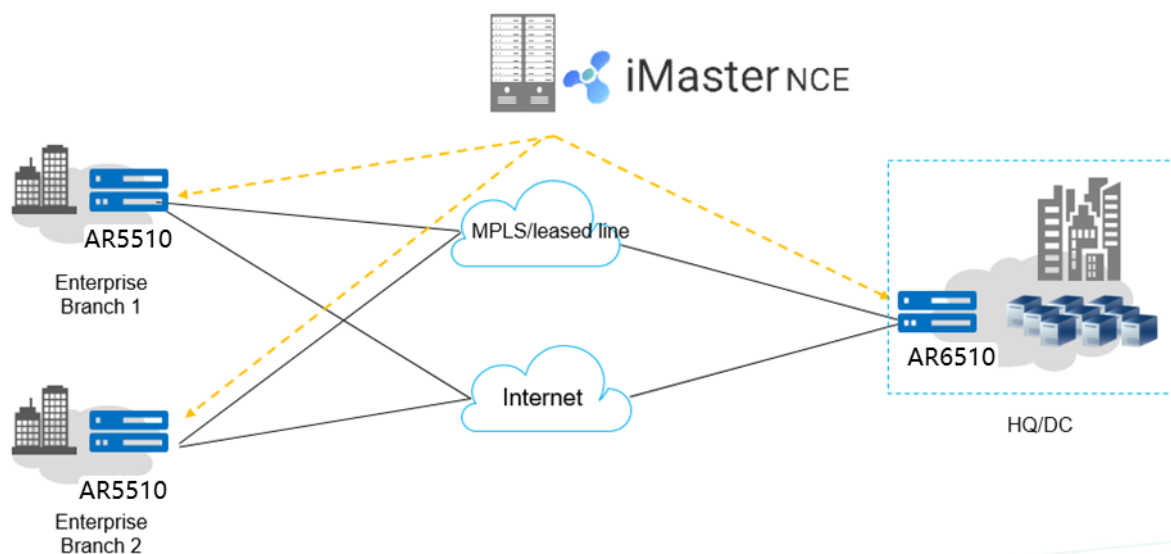 iMaster NCE
MPLS/leased line
AR5510
Enterprise
Branch 1
AR6510
Internet
HQ/DC
AR5510
Enterprise
Branch 2